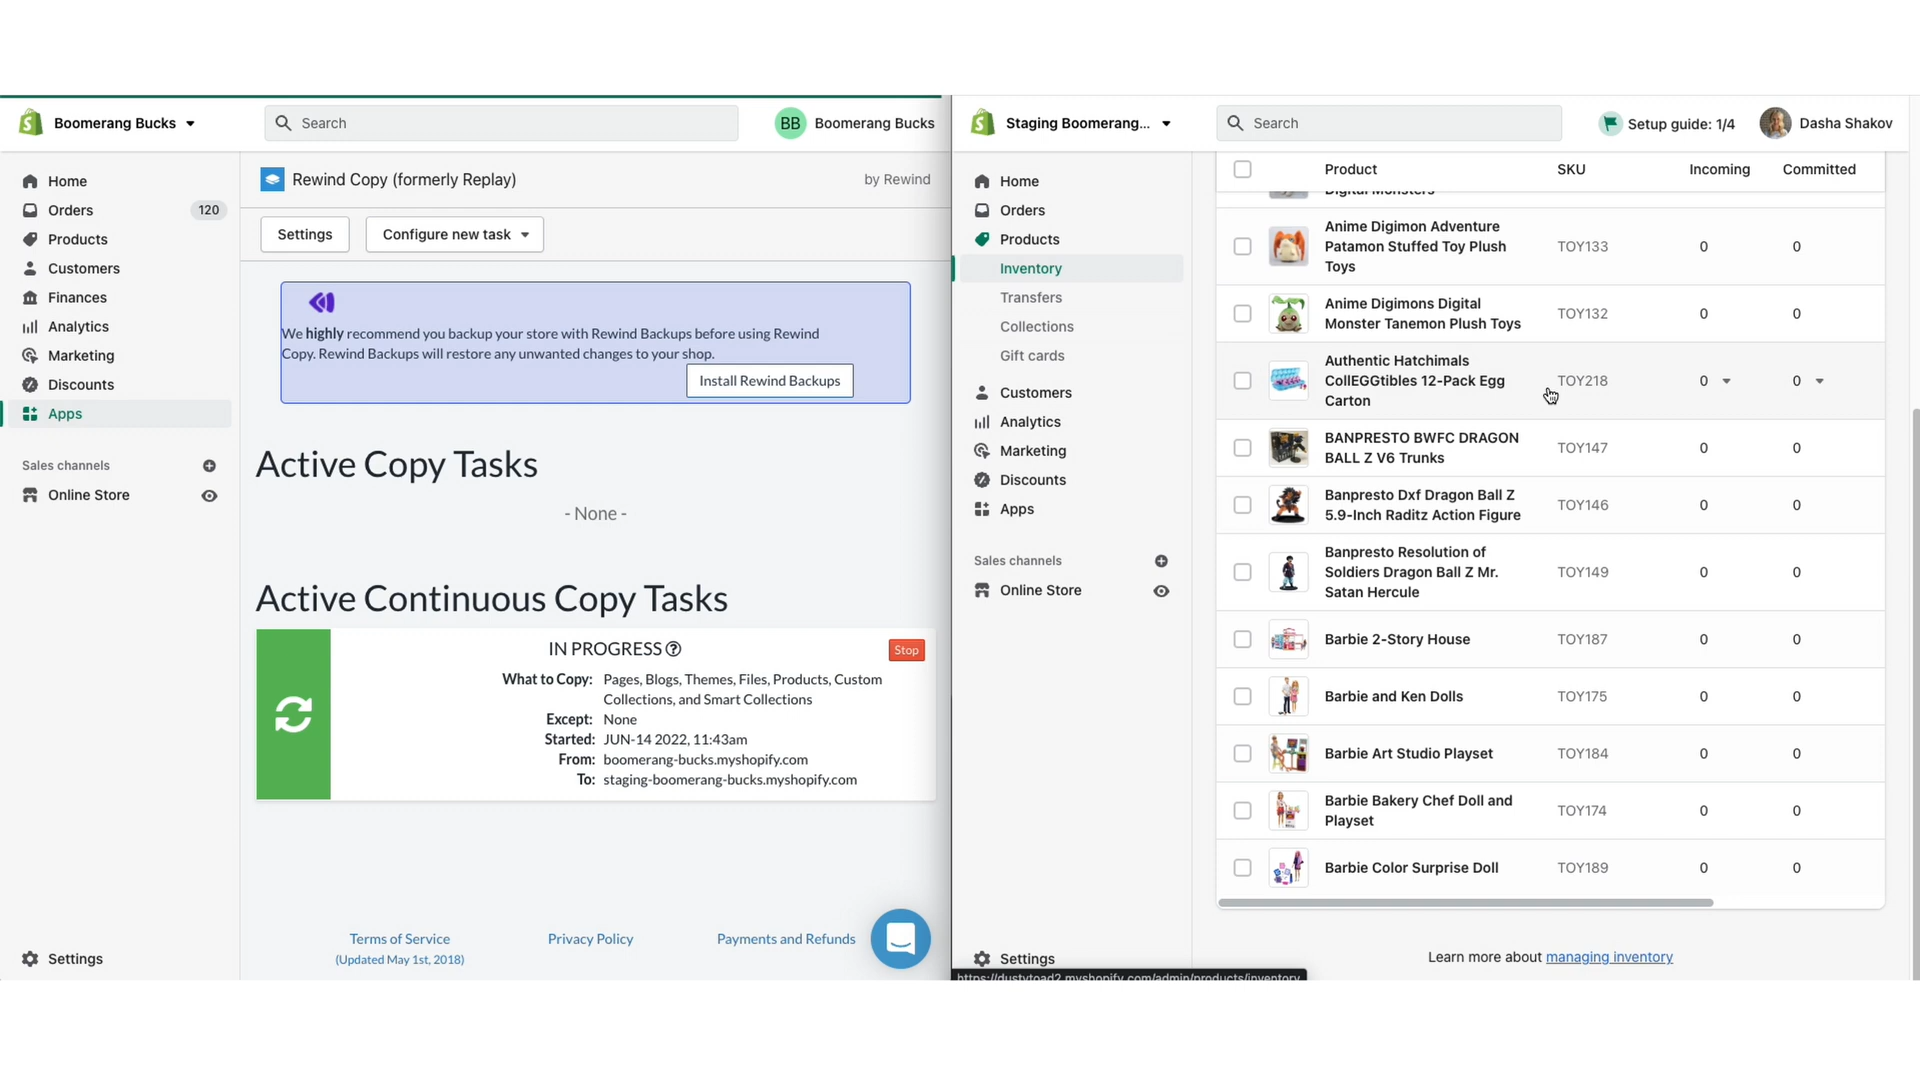 Boomerang Bucks
Search
BB
Boomerang Bucks
Home
Orders
120
Products
Customers
Finances
Analytics
Marketing
Discounts
Apps
Sales channels
Online Store
Settings
Rewind Copy (formerly Replay)
by Rewind
Settings
Configure new task
We highly recommend you backup your store with Rewind Backups before using Rewind
Copy. Rewind Backups will restore any unwanted changes to your shop.
Install Rewind Backups
Active Copy Tasks
- None -
Active Continuous Copy Tasks
IN PROGRESS
Stop
What to Copy: Pages, Blogs, Themes, Files, Products, Custom
Collections, and Smart Collections
Except: None
Started: JUN-14 2022, 11:43am
From: boomerang-bucks.myshopify.com
To: staging-boomerang-bucks.myshopify.com
Terms of Service
(Updated May 1st, 2018)
Privacy Policy
Payments and Refunds
Staging Boomerang...
Search
Setup guide: 1/4
Dasha Shakov
Home
Orders
Products
Inventory
Transfers
Collections
Gift cards
Customers
Analytics
Marketing
Discounts
Apps
Sales channels
Online Store
Settings
https://dustytoad2.myshopify.com/admin/products/inventory
Product SKU Incoming Committed
Digital Monsters
Anime Digimon Adventure
Patamon Stuffed Toy Plush
Toys
TOY133 0 0
Anime Digimons Digital
Monster Tanemon Plush Toys
TOY132 0 0
Authentic Hatchimals
CollEGGtibles 12-Pack Egg
Carton
TOY218 0 0
BANPRESTO BWFC DRAGON
BALL Z V6 Trunks
TOY147 0 0
Banpresto Dxf Dragon Ball Z
5.9-Inch Raditz Action Figure
TOY146 0 0
Banpresto Resolution of
Soldiers Dragon Ball Z Mr.
Satan Hercule
TOY149 0 0
Barbie 2-Story House TOY187 0 0
Barbie and Ken Dolls TOY175 0 0
Barbie Art Studio Playset TOY184 0 0
Barbie Bakery Chef Doll and
Playset
TOY174 0 0
Barbie Color Surprise Doll TOY189 0 0
Learn more about managing inventory